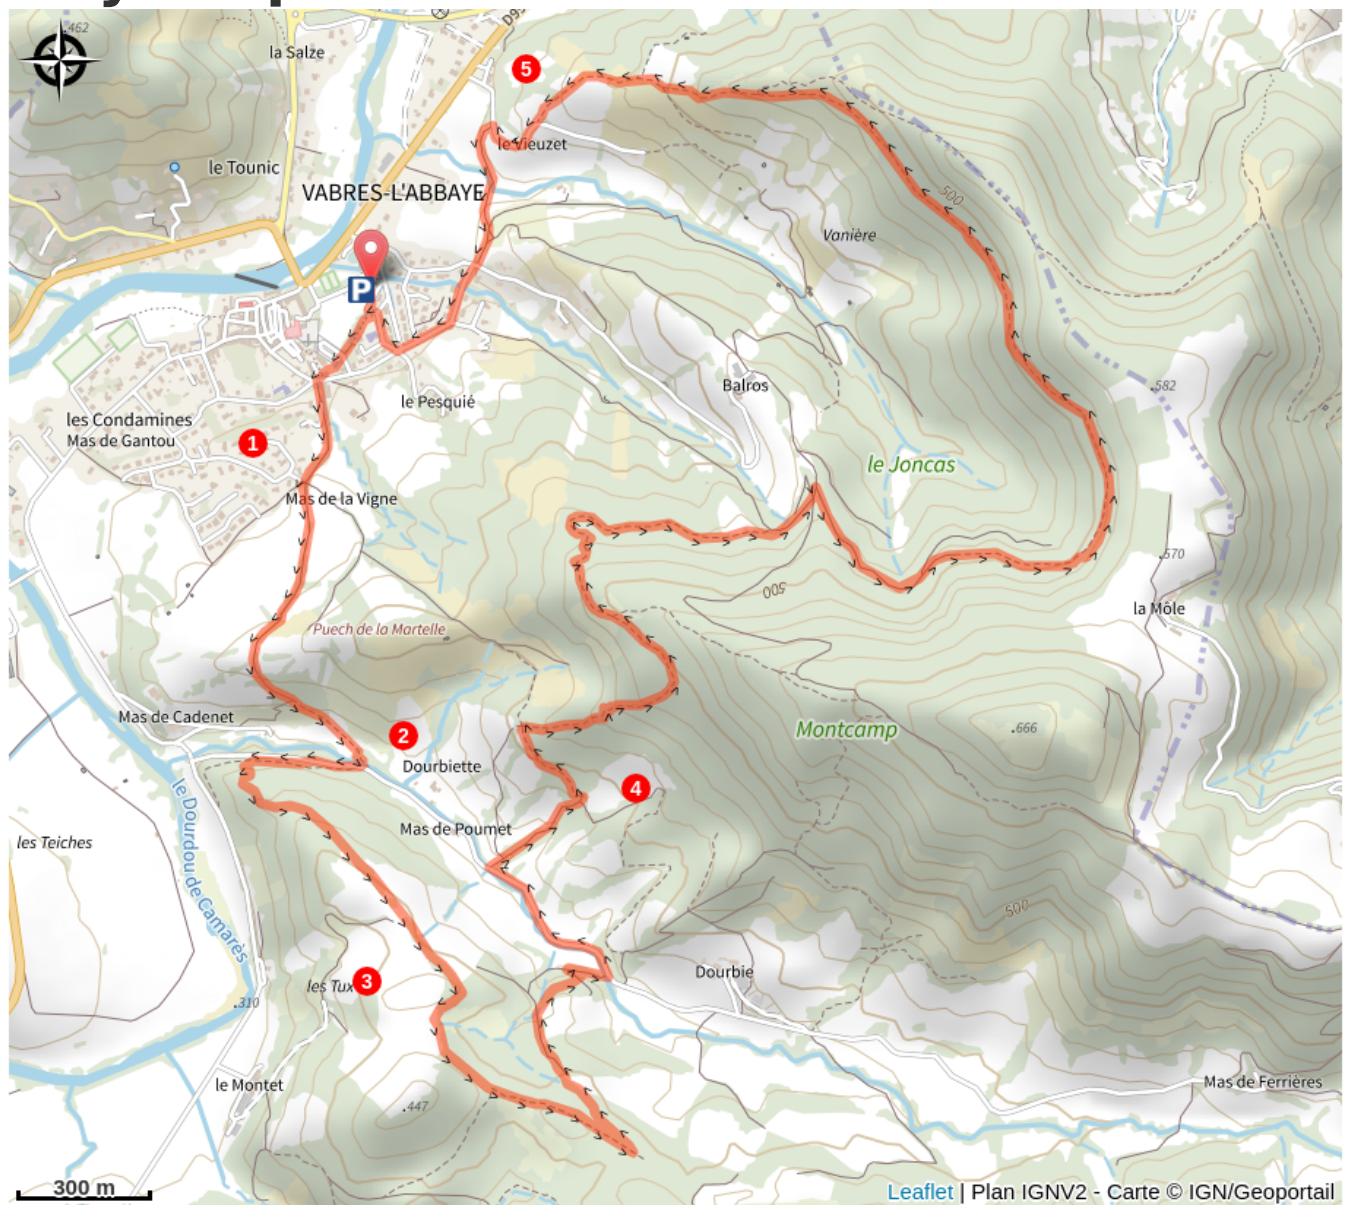 .462
la Salze
D99
5
le Vieuzet
le Tounic
VABRES-L'ABBAYE
500
Vanière
P
Balros
.582
le Pesquié
les Condamines
Mas de Gantou
1
le Joncas
Mas de la Vigne
.570
500
la Môle
Puech de la Martelle
Mas de Cadenet
2
Montcamp
.666
Dourbiette
4
le Dourdou de Camarès
Mas de Poumet
les Teiches
500
Dourbie
les Tux
3
.310
le Montet
Mas de Ferrières
.447
300 m
Leaflet | Plan IGNV2 - Carte © IGN/Geoportail